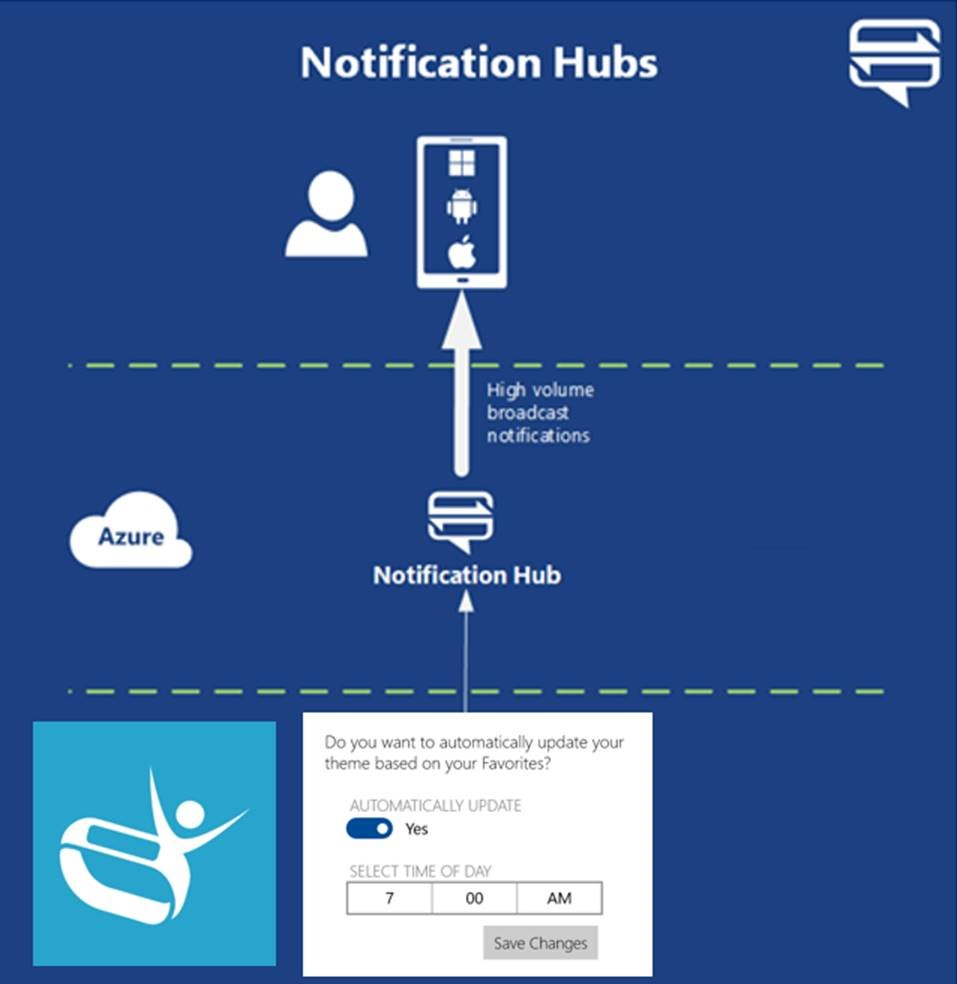 Notification Hubs
High volume
broadcast
notifications
Azure
Notification Hub
Do you want to automatically update your
theme based on your Favorites?
AUTOMATICALLY UPDATE
Yes
SELECT TIME OF DAY
7 00 AM
Save Changes